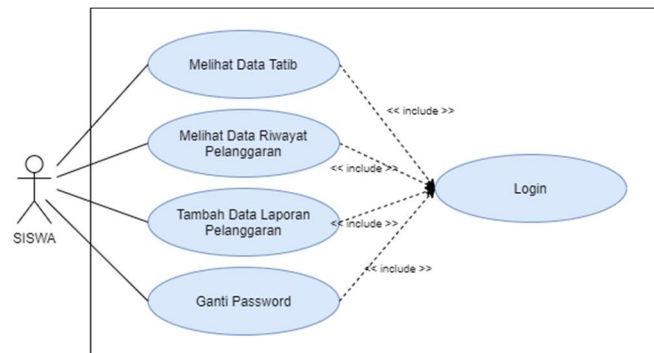 Melihat Data Tatib
<< include >>
Melihat Data Riwayat
Pelanggaran
<< include >>
Login
Tambah Data Laporan
Pelanggaran
<< include >>
SISWA
<< include >>
Ganti Password